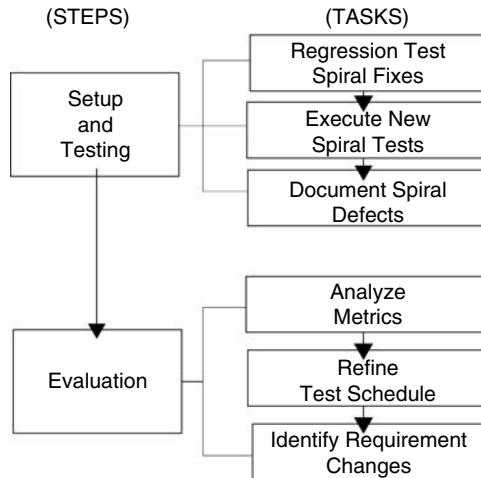 (STEPS)
(TASKS)
Setup
and
Testing
Regression Test
Spiral Fixes
Execute New
Spiral Tests
Document Spiral
Defects
Evaluation
Analyze
Metrics
Refine
Test Schedule
Identify Requirement
Changes